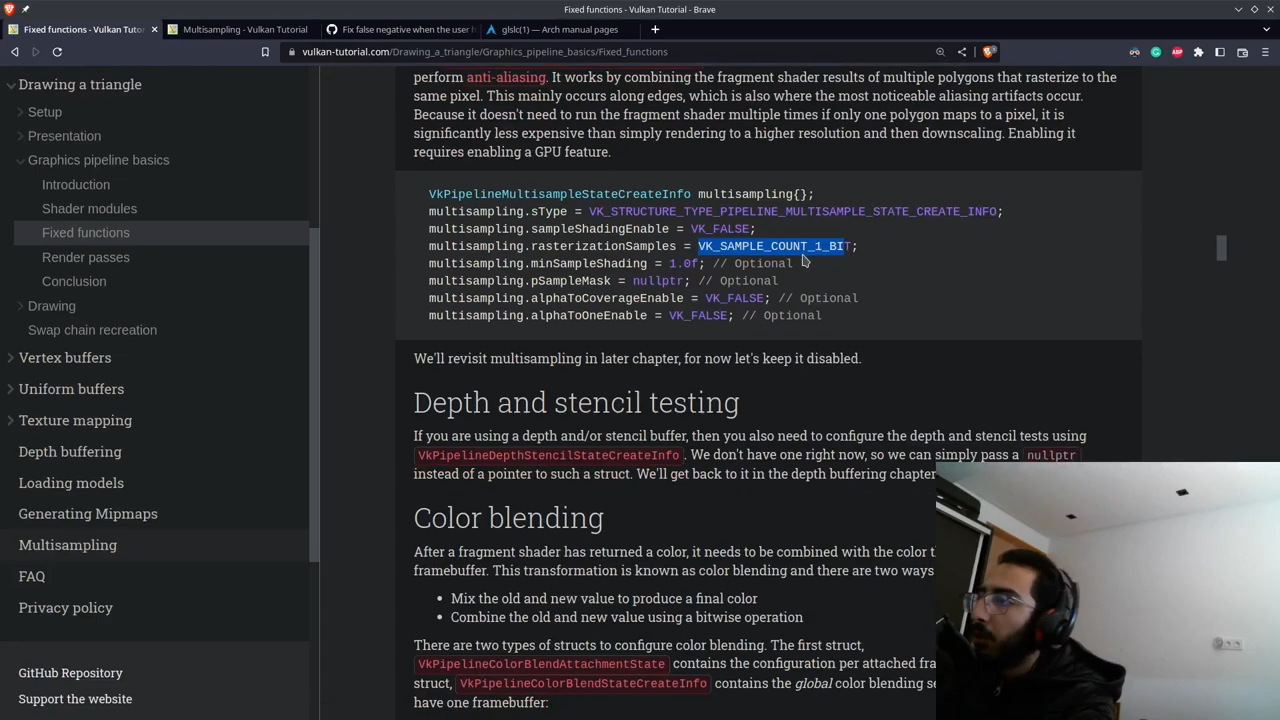 Fixed functions - Vulkan Tutorial - Brave
Fixed functions - Vulkan Tutor
Multisampling - Vulkan Tutorial
Fix false negative when the user h
glslc(1) — Arch manual pages
vulkan-tutorial.com/Drawing_a_triangle/Graphics_pipeline_basics/Fixed_functions
Drawing a triangle
Setup
Presentation
Graphics pipeline basics
Introduction
Shader modules
Fixed functions
Render passes
Conclusion
Drawing
Swap chain recreation
Vertex buffers
Uniform buffers
Texture mapping
Depth buffering
Loading models
Generating Mipmaps
Multisampling
FAQ
Privacy policy
GitHub Repository
Support the website
perform anti-aliasing. It works by combining the fragment shader results of multiple polygons that rasterize to the
same pixel. This mainly occurs along edges, which is also where the most noticeable aliasing artifacts occur.
Because it doesn't need to run the fragment shader multiple times if only one polygon maps to a pixel, it is
significantly less expensive than simply rendering to a higher resolution and then downscaling. Enabling it
requires enabling a GPU feature.
VkPipelineMultisampleStateCreateInfo multisampling{};
multisampling.sType = VK_STRUCTURE_TYPE_PIPELINE_MULTISAMPLE_STATE_CREATE_INFO;
multisampling.sampleShadingEnable = VK_FALSE;
multisampling.rasterizationSamples = VK_SAMPLE_COUNT_1_BIT;
multisampling.minSampleShading = 1.0f; // Optional
multisampling.pSampleMask = nullptr; // Optional
multisampling.alphaToCoverageEnable = VK_FALSE; // Optional
multisampling.alphaToOneEnable = VK_FALSE; // Optional
We'll revisit multisampling in later chapter, for now let's keep it disabled.
Depth and stencil testing
If you are using a depth and/or stencil buffer, then you also need to configure the depth and stencil tests using
VkPipelineDepthStencilStateCreateInfo. We don't have one right now, so we can simply pass a nullptr
instead of a pointer to such a struct. We'll get back to it in the depth buffering chapter
Color blending
After a fragment shader has returned a color, it needs to be combined with the color t
framebuffer. This transformation is known as color blending and there are two ways
• Mix the old and new value to produce a final color
• Combine the old and new value using a bitwise operation
There are two types of structs to configure color blending. The first struct,
VkPipelineColorBlendAttachmentState contains the configuration per attached fra
struct, VkPipelineColorBlendStateCreateInfo contains the global color blending se
have one framebuffer: